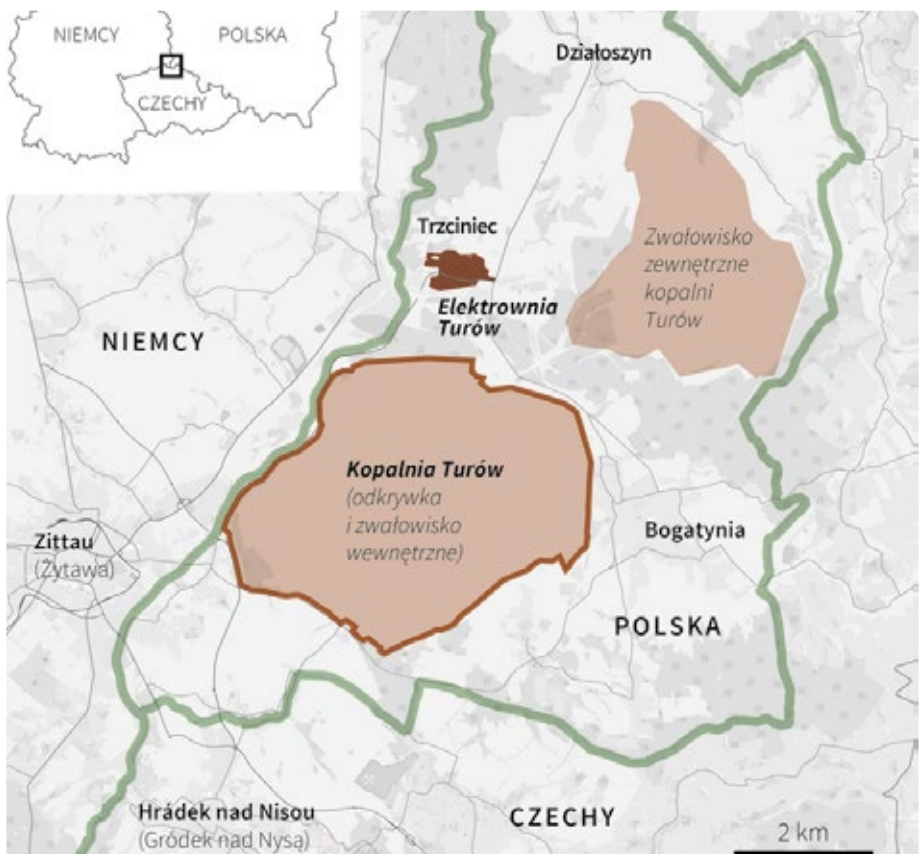 NIEMCY
POLSKA
CZECHY
Działoszyn
Trzciniec
Elektrownia
Turów
Zwałowisko
zewnętrzne
kopalni
Turów
NIEMCY
Kopalnia Turów
(odkrywka
i zwałowisko
wewnętrzne)
Zittau
(Żytawa)
Bogatynia
POLSKA
Hrádek nad Nisou
(Gródek nad Nysą)
CZECHY
2 km